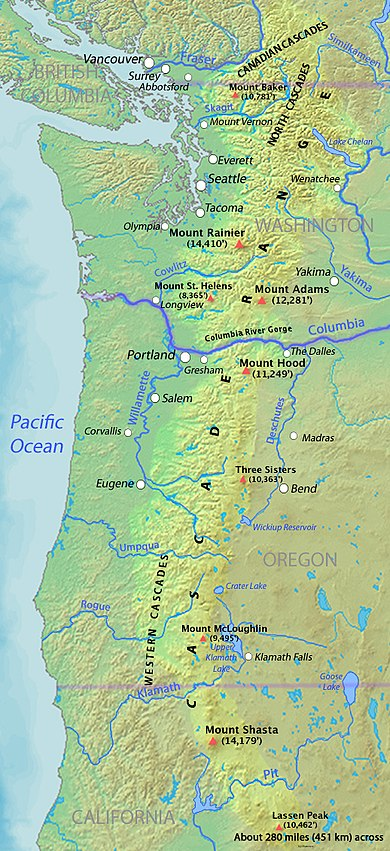 CANADIAN CASCADES
Similkameen
Vancouver
Fraser
Surrey
Abbotsford
BRITISH
COLUMBIA
Mount Baker
(10,781')
NORTH CASCADES
Skagit
Mount Vernon
Lake Chelan
Everett
Wenatchee
Seattle
Tacoma
Olympia
WASHINGTON
Mount Rainier
(14,410')
Cowlitz
Yakima
Yakima
Mount St. Helens
(8,365')
Mount Adams
(12,281')
Longview
Columbia River Gorge
Columbia
Portland
The Dalles
Gresham
Mount Hood
(11,249')
Willamette
Salem
Deschutes
Pacific
Ocean
Corvallis
Madras
Three Sisters
(10,363')
Eugene
Bend
Wickiup Reservoir
Umpqua
OREGON
WESTERN CASCADES
CASCADE RANGE
Crater Lake
Rogue
Mount McLoughlin
(9,495')
Upper
Klamath
Lake
Klamath Falls
Klamath
Goose
Lake
Mount Shasta
(14,179')
Pit
CALIFORNIA
Lassen Peak
(10,462')
About 280 miles (451 km) across